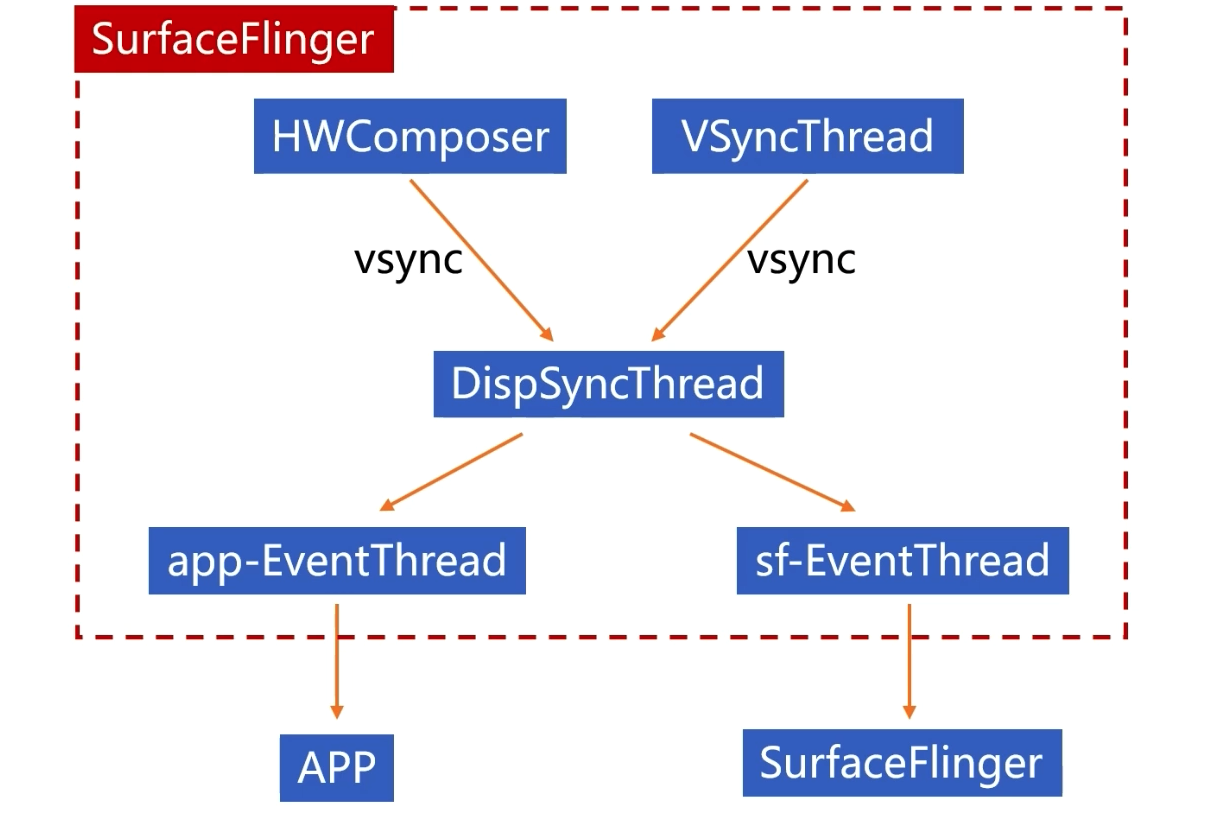 SurfaceFlinger
HWComposer
VSyncThread
vsync
vsync
DispSyncThread
app-EventThread
sf-EventThread
APP
SurfaceFlinger